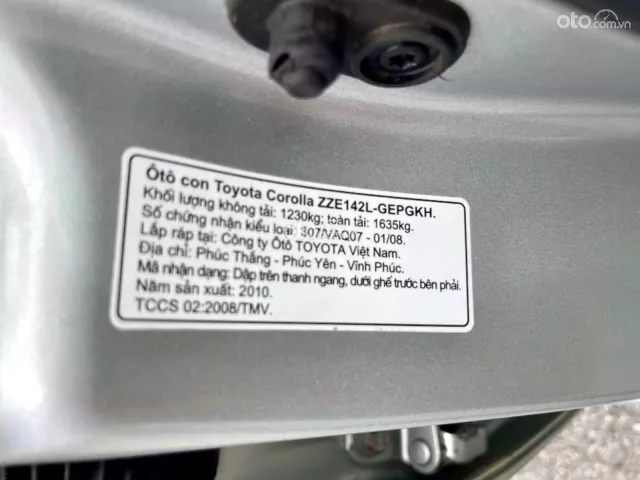 oto.com.vn
Ôtô con Toyota Corolla ZZE142L-GEPGKH.
Khối lượng không tải: 1230kg; toàn tải: 1635kg.
Số chứng nhận kiểu loại: 307/VAQ07 - 01/08.
Lắp ráp tại: Công ty Ôtô TOYOTA Việt Nam.
Địa chỉ: Phúc Thắng - Phúc Yên - Vĩnh Phúc.
Mã nhận dạng: Dập trên thanh ngang, dưới ghế trước bên phải.
Năm sản xuất: 2010.
TCCS 02:2008/TMV.